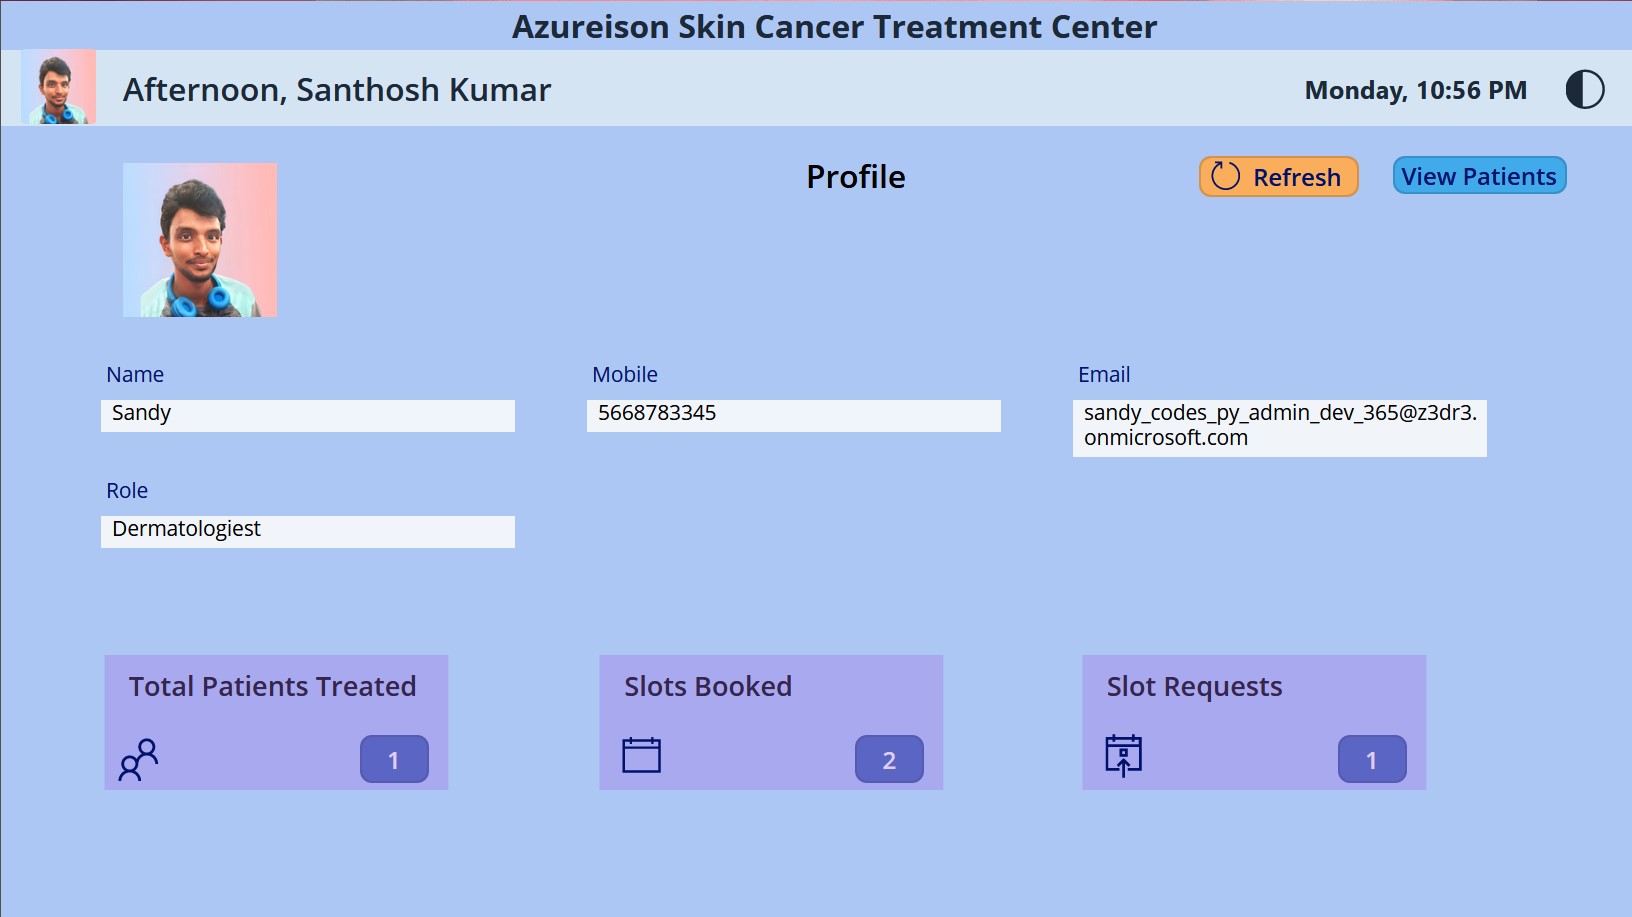 Azureison Skin Cancer Treatment Center
Afternoon, Santhosh Kumar
Monday, 10:56 PM
Profile
Refresh
View Patients
Name
Mobile
Email
Sandy
5668783345
sandy_codes_py_admin_dev_365@z3dr3.
onmicrosoft.com
Role
Dermatologiest
Total Patients Treated
1
Slots Booked
2
Slot Requests
1